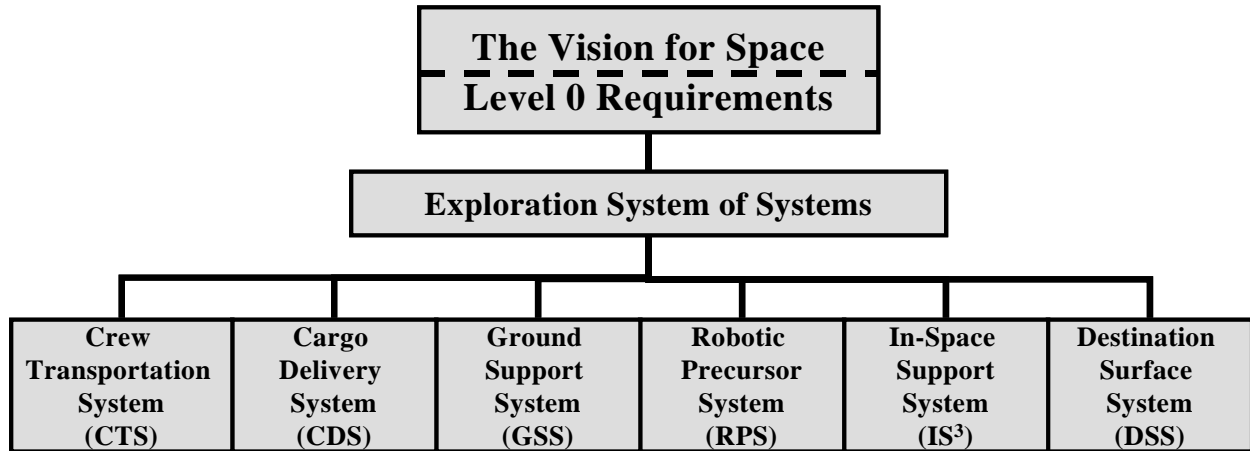 The Vision for Space
Level 0 Requirements
Exploration System of Systems
Crew
Transportation
System
(CTS)
Cargo
Delivery
System
(CDS)
Ground
Support
System
(GSS)
Robotic
Precursor
System
(RPS)
In-Space
Support
System
(IS³)
Destination
Surface
System
(DSS)